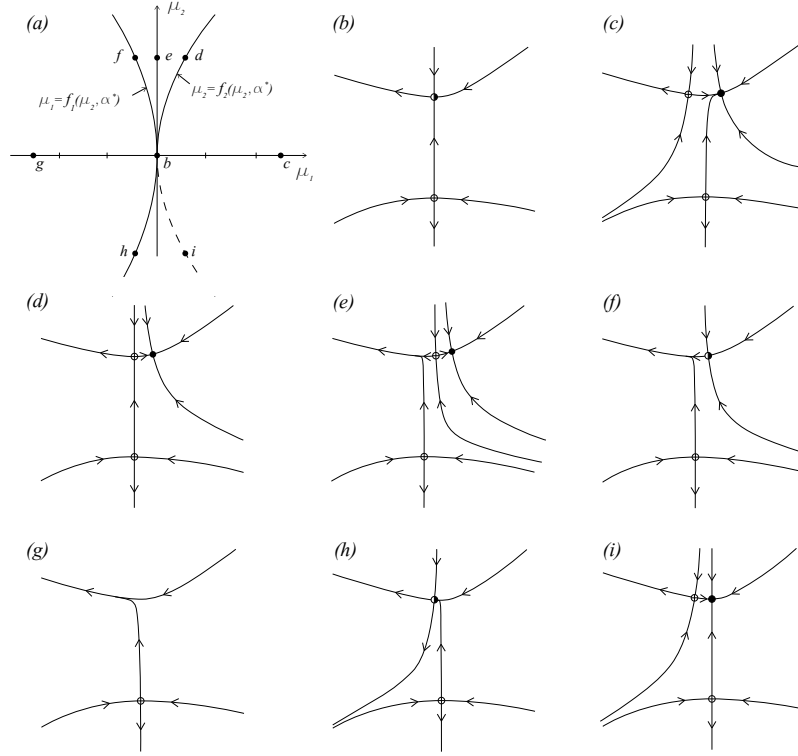 (a)
μ₂
f
e
d
μ₁=f₁(μ₂,α*)
μ₂=f₂(μ₂,α*)
g
b
c
μ₁
h
i
(b)
(c)
(d)
(e)
(f)
(g)
(h)
(i)